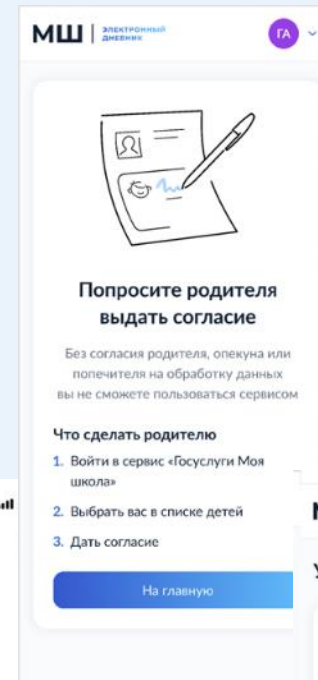 МШ
ЭЛЕКТРОННЫЙ
ДНЕВНИК
ГА
Попросите родителя
выдать согласие
Без согласия родителя, опекуна или
попечителя на обработку данных
вы не сможете пользоваться сервисом
Что сделать родителю
1. Войти в сервис «Госуслуги Моя
школа»
2. Выбрать вас в списке детей
3. Дать согласие
На главную